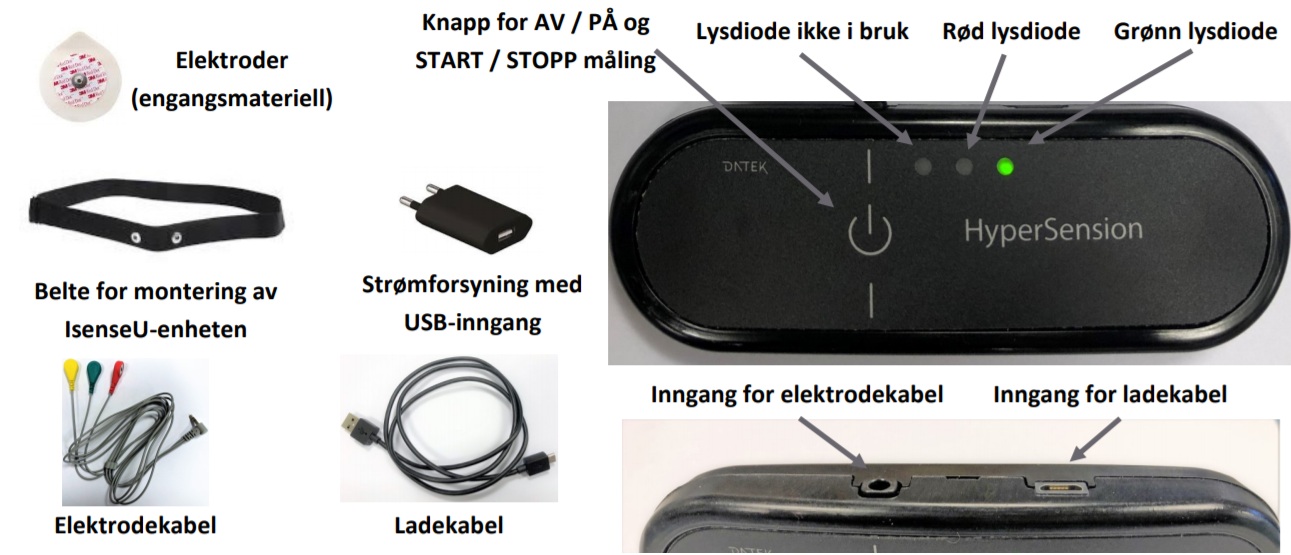 Elektroder
(engangsmateriell)
Belte for montering av
IsenseU-enheten
Strømforsyning med
USB-inngang
Elektrodekabel
Ladekabel
Knapp for AV / PÅ og
START / STOPP måling
Lysdiode ikke i bruk
Rød lysdiode
Grønn lysdiode
DATEK
HyperSension
Inngang for elektrodekabel
Inngang for ladekabel
DATEK